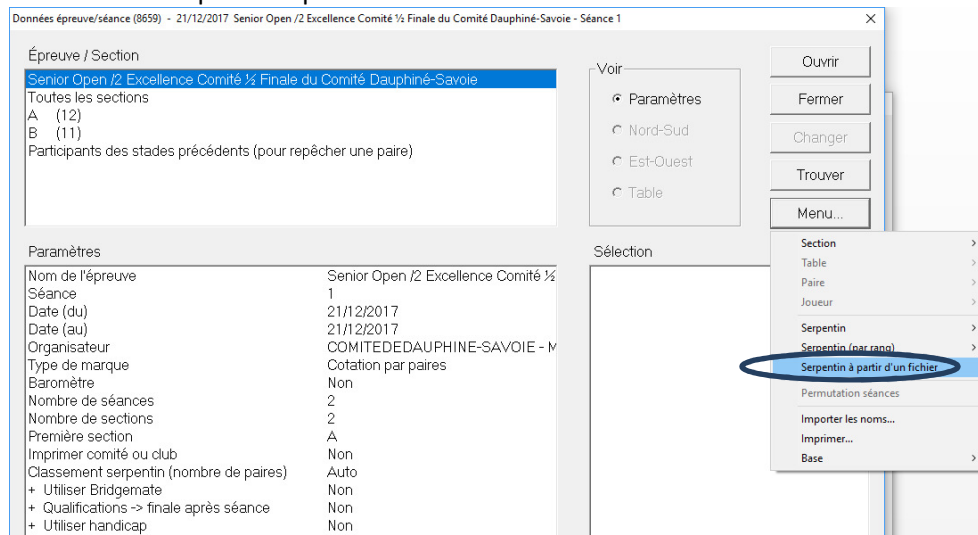 Données épreuve/séance (8659) - 21/12/2017 Senior Open /2 Excellence Comité ½ Finale du Comité Dauphiné-Savoie - Séance 1
Épreuve / Section
Senior Open /2 Excellence Comité ½ Finale du Comité Dauphiné-Savoie
Toutes les sections
A (12)
B (11)
Participants des stades précédents (pour repêcher une paire)
Voir
Paramètres
Nord-Sud
Est-Ouest
Table
Ouvrir
Fermer
Changer
Trouver
Menu...
Paramètres
Nom de l'épreuve Senior Open /2 Excellence Comité ½
Séance 1
Date (du) 21/12/2017
Date (au) 21/12/2017
Organisateur COMITEDEDAUPHINE-SAVOIE - M
Type de marque Cotation par paires
Baromètre Non
Nombre de séances 2
Nombre de sections 2
Première section A
Imprimer comité ou club Non
Classement serpentin (nombre de paires) Auto
+ Utiliser Bridgemate Non
+ Qualifications -> finale après séance Non
+ Utiliser handicap Non
Sélection
Section >
Table >
Paire >
Joueur >
Serpentin >
Serpentin (par rang) >
Serpentin à partir d'un fichier
Permutation séances
Importer les noms...
Imprimer...
Base >